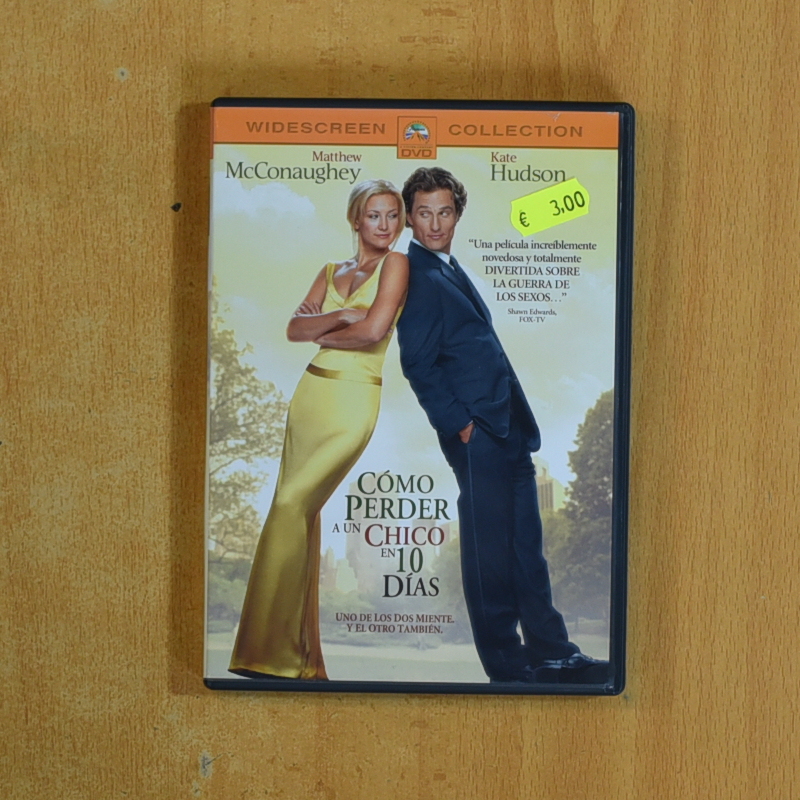 WIDESCREEN COLLECTION
DVD
Matthew
McConaughey
Kate
Hudson
€ 3,00
"Una película increíblemente
novedosa y totalmente
DIVERTIDA SOBRE
LA GUERRA DE
LOS SEXOS..."
Shawn Edwards,
FOX-TV
CÓMO
PERDER
A UN CHICO
EN 10
DÍAS
UNO DE LOS DOS MIENTE.
Y EL OTRO TAMBIÉN.